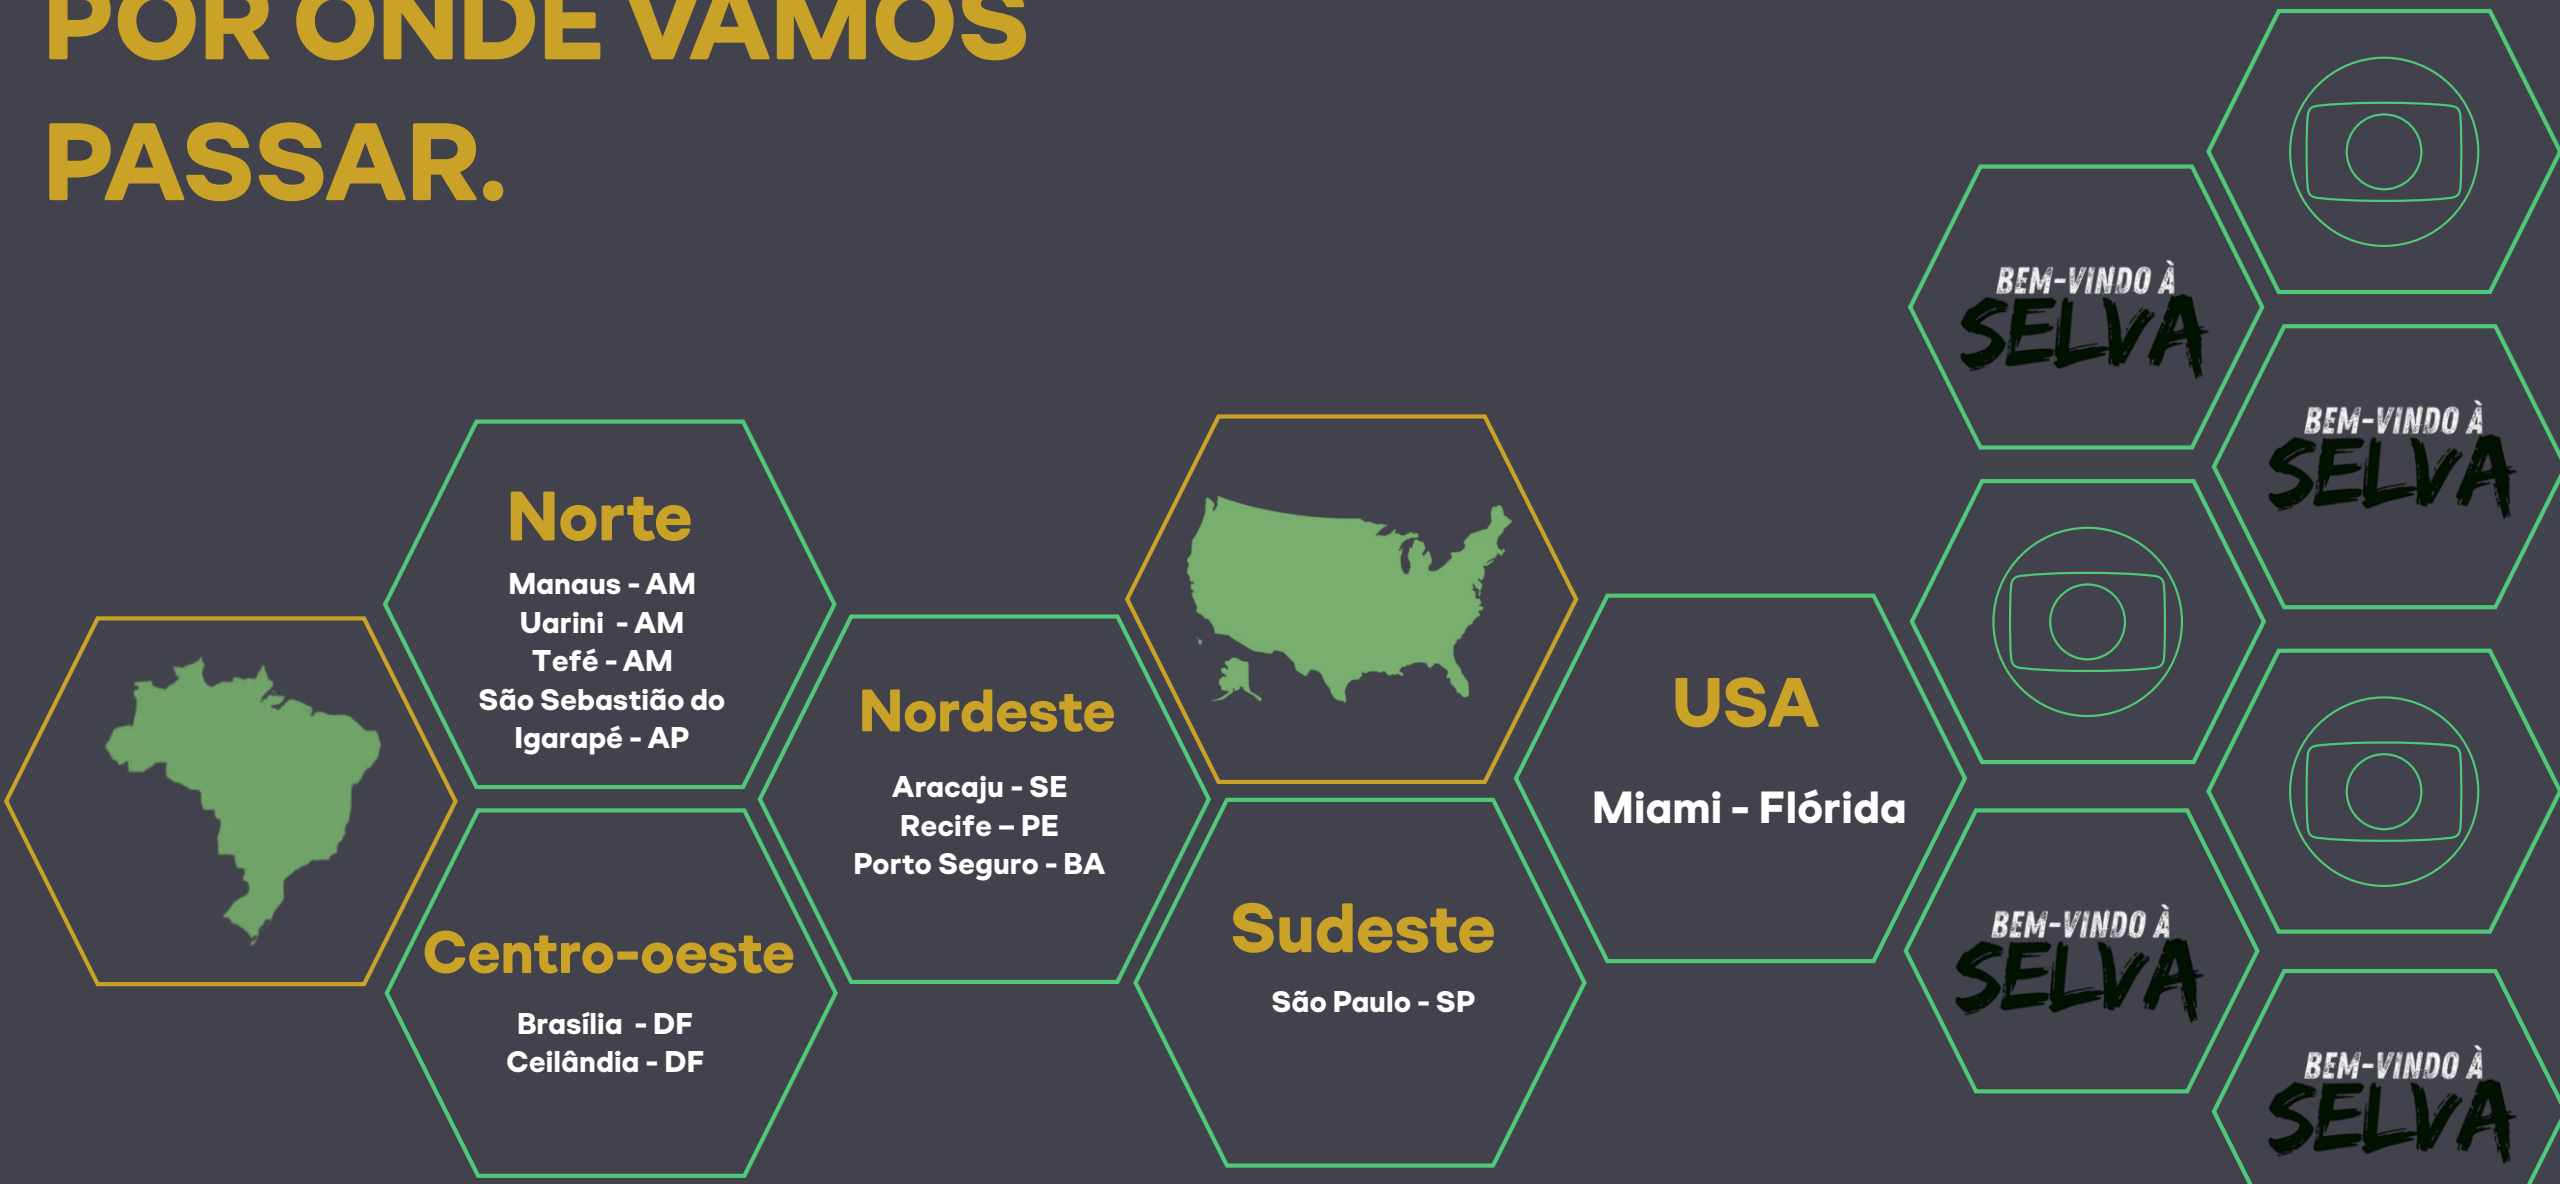 POR ONDE VAMOS
PASSAR.
Norte
Manaus - AM
Uarini - AM
Tefé - AM
São Sebastião do
Igarapé - AP
Centro-oeste
Brasília - DF
Ceilândia - DF
Nordeste
Aracaju - SE
Recife – PE
Porto Seguro - BA
Sudeste
São Paulo - SP
USA
Miami - Flórida
BEM-VINDO À
SELVA
BEM-VINDO À
SELVA
BEM-VINDO À
SELVA
BEM-VINDO À
SELVA